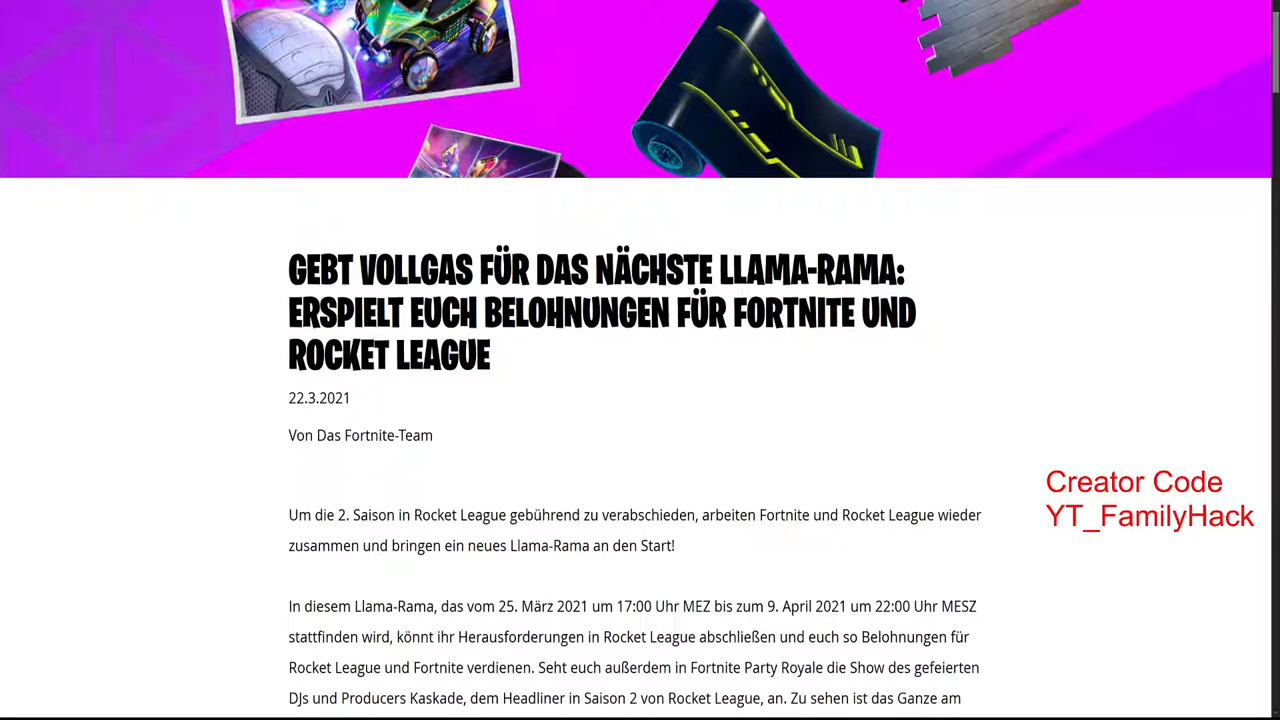 GEBT VOLLGAS FÜR DAS NÄCHSTE LLAMA-RAMA:
ERSPIELT EUCH BELOHNUNGEN FÜR FORTNITE UND
ROCKET LEAGUE
22.3.2021
Von Das Fortnite-Team
Creator Code
YT_FamilyHack
Um die 2. Saison in Rocket League gebührend zu verabschieden, arbeiten Fortnite und Rocket League wieder
zusammen und bringen ein neues Llama-Rama an den Start!
In diesem Llama-Rama, das vom 25. März 2021 um 17:00 Uhr MEZ bis zum 9. April 2021 um 22:00 Uhr MESZ
stattfinden wird, könnt ihr Herausforderungen in Rocket League abschließen und euch so Belohnungen für
Rocket League und Fortnite verdienen. Seht euch außerdem in Fortnite Party Royale die Show des gefeierten
DJs und Producers Kaskade, dem Headliner in Saison 2 von Rocket League, an. Zu sehen ist das Ganze am